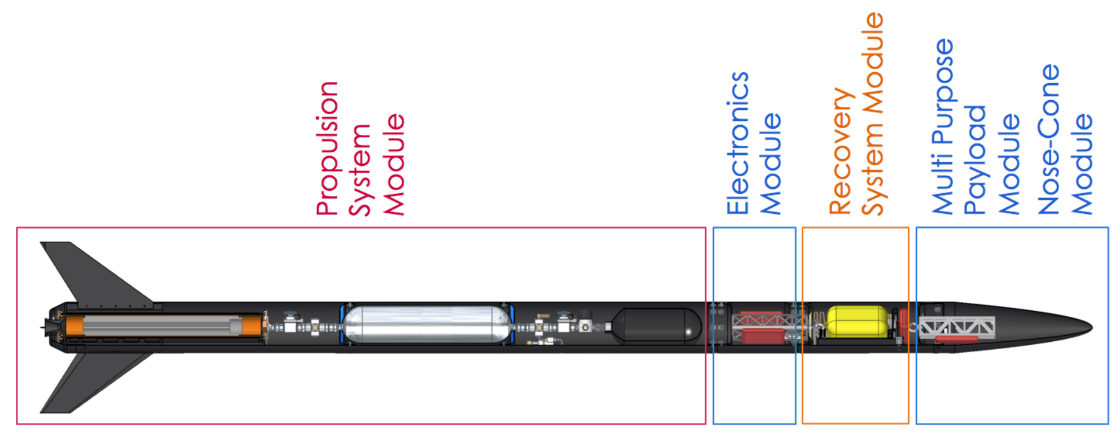 Propulsion
System
Module
Electronics
Module
Recovery
System Module
Multi Purpose
Payload
Module
Nose-Cone
Module